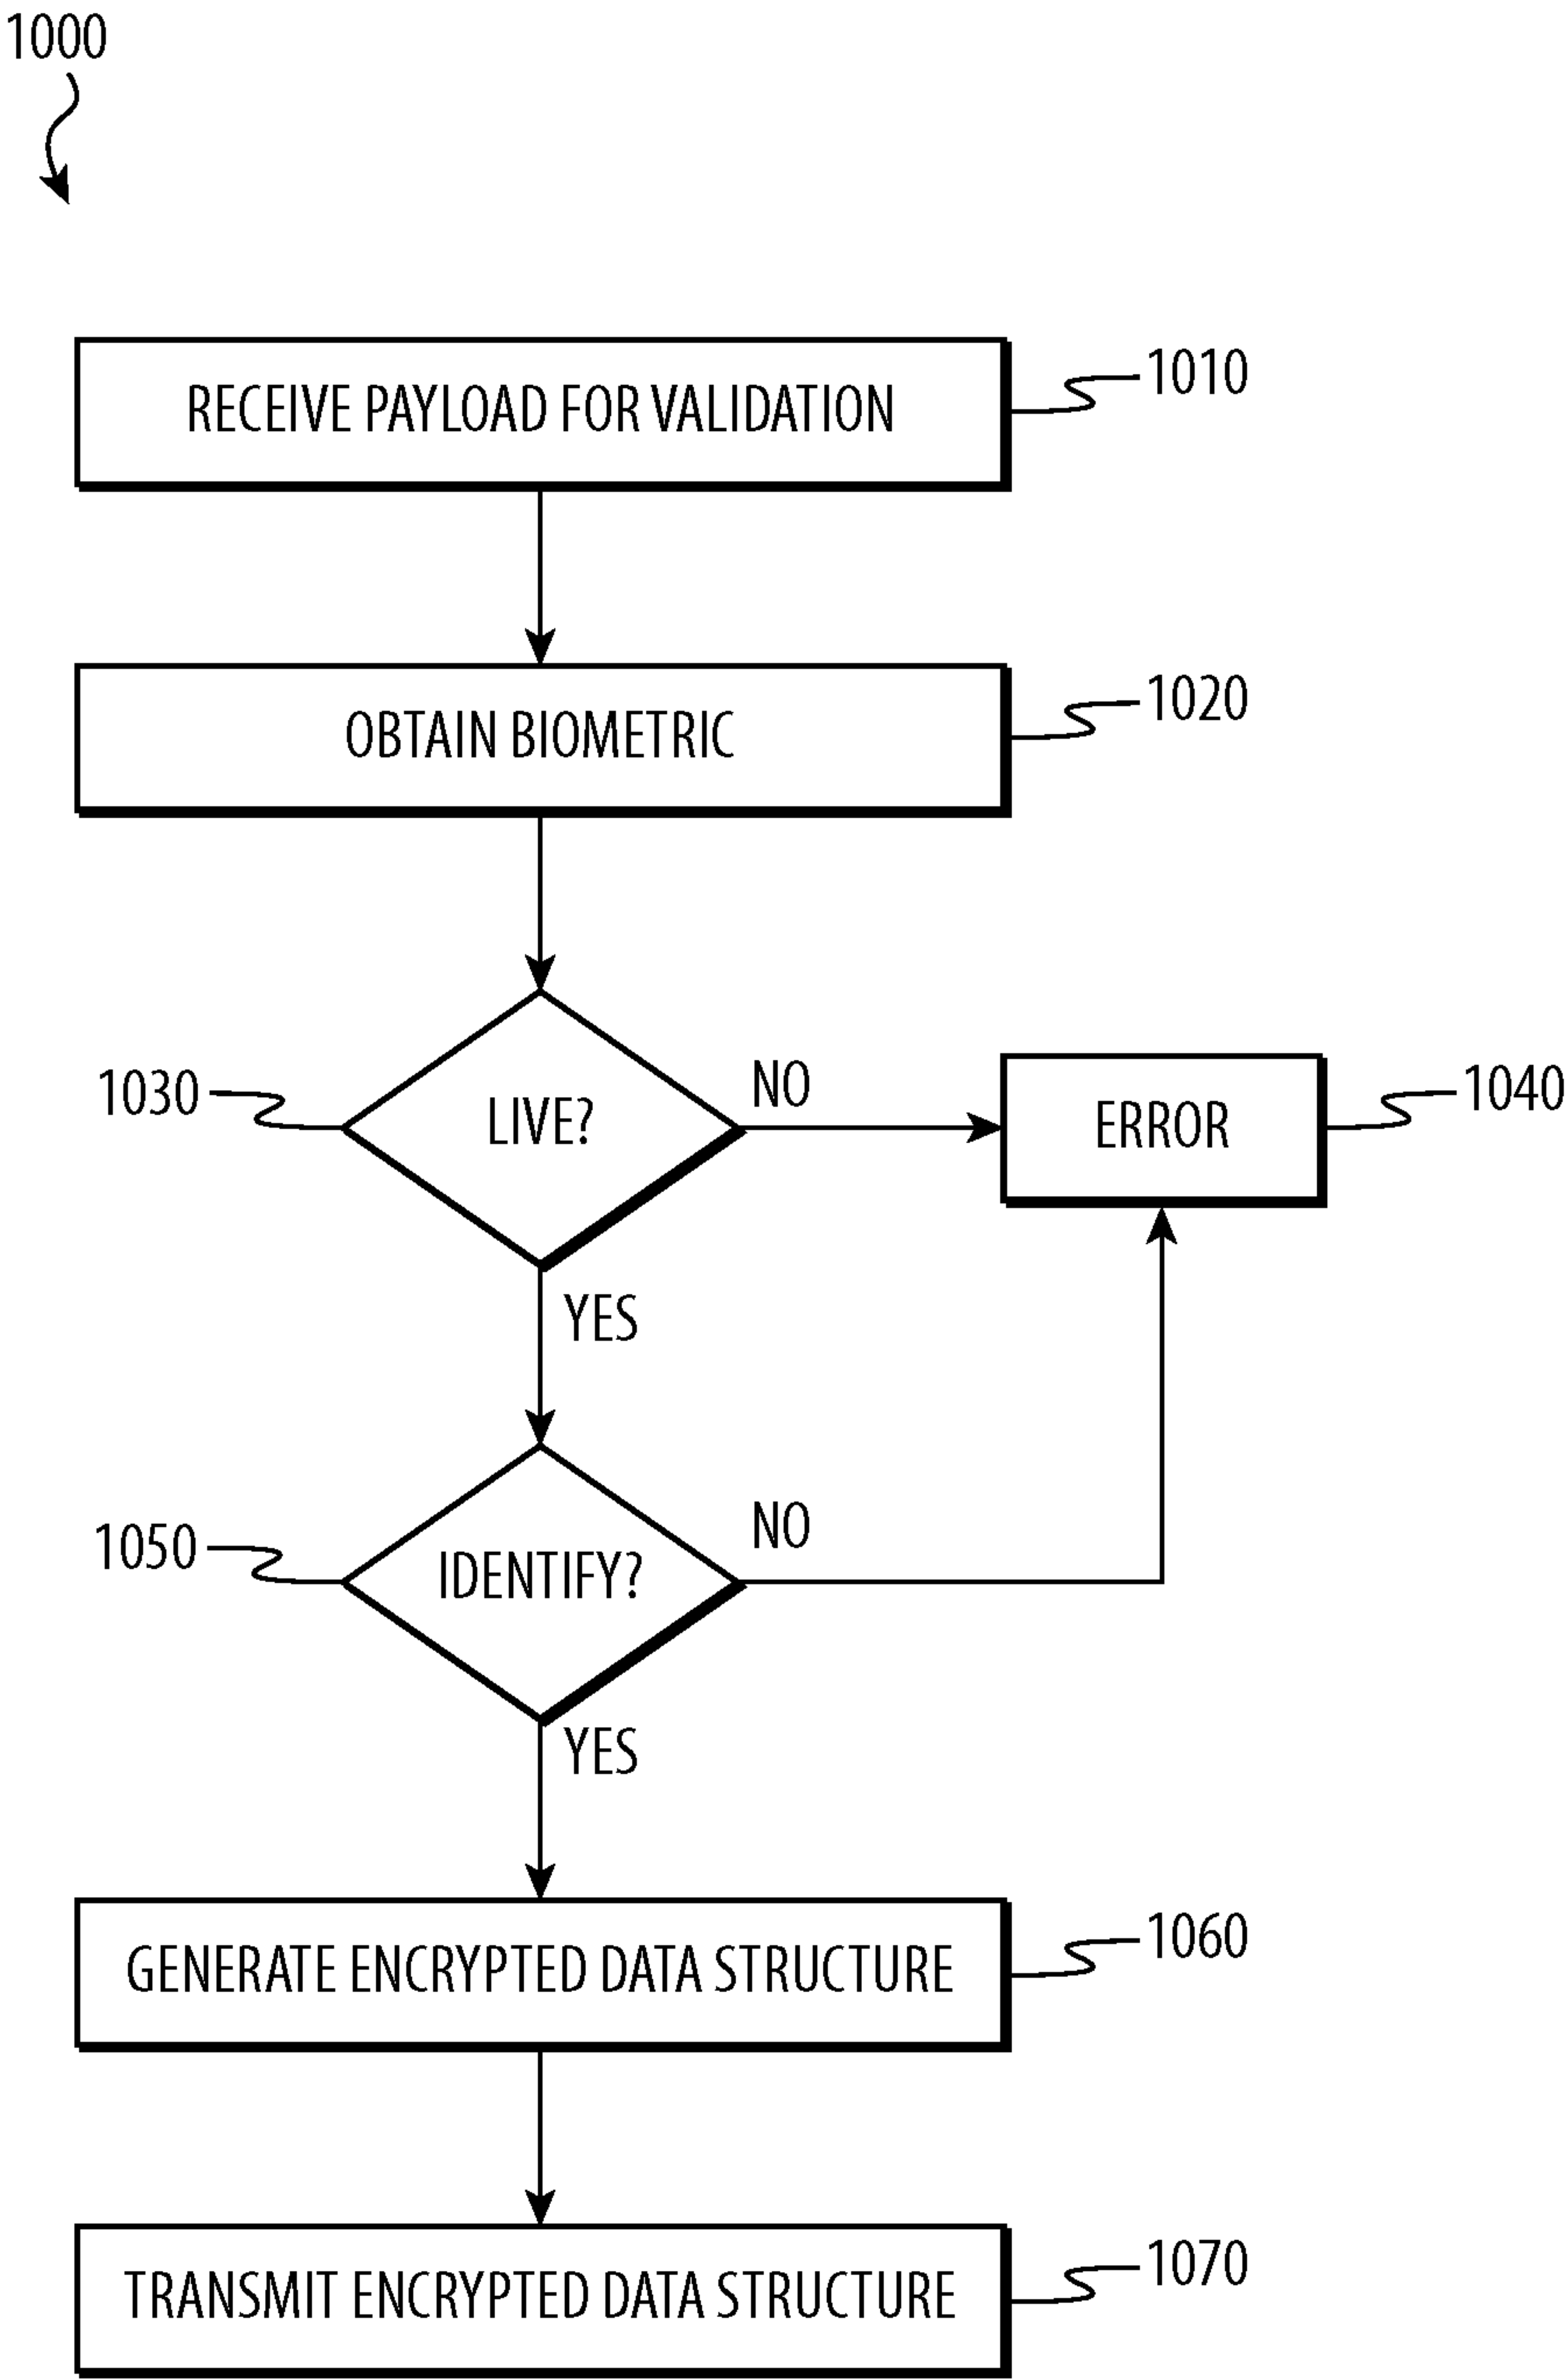 1000
RECEIVE PAYLOAD FOR VALIDATION
1010
OBTAIN BIOMETRIC
1020
1030
LIVE?
NO
ERROR
1040
YES
1050
IDENTIFY?
NO
YES
GENERATE ENCRYPTED DATA STRUCTURE
1060
TRANSMIT ENCRYPTED DATA STRUCTURE
1070